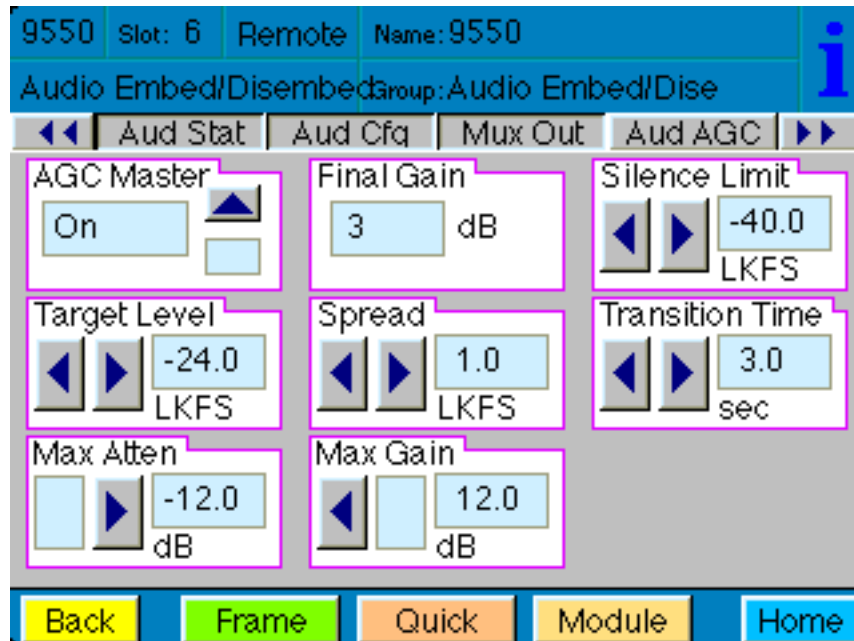 9550 Slot: 6 Remote Name: 9550
Audio Embed/Disembed Group: Audio Embed/Dise
i
Aud Stat Aud Cfg Mux Out Aud AGC
AGC Master Final Gain Silence Limit
On 3 dB -40.0
LKFS
Target Level Spread Transition Time
-24.0 1.0 3.0
LKFS LKFS sec
Max Atten Max Gain
-12.0 12.0
dB dB
Back Frame Quick Module Home